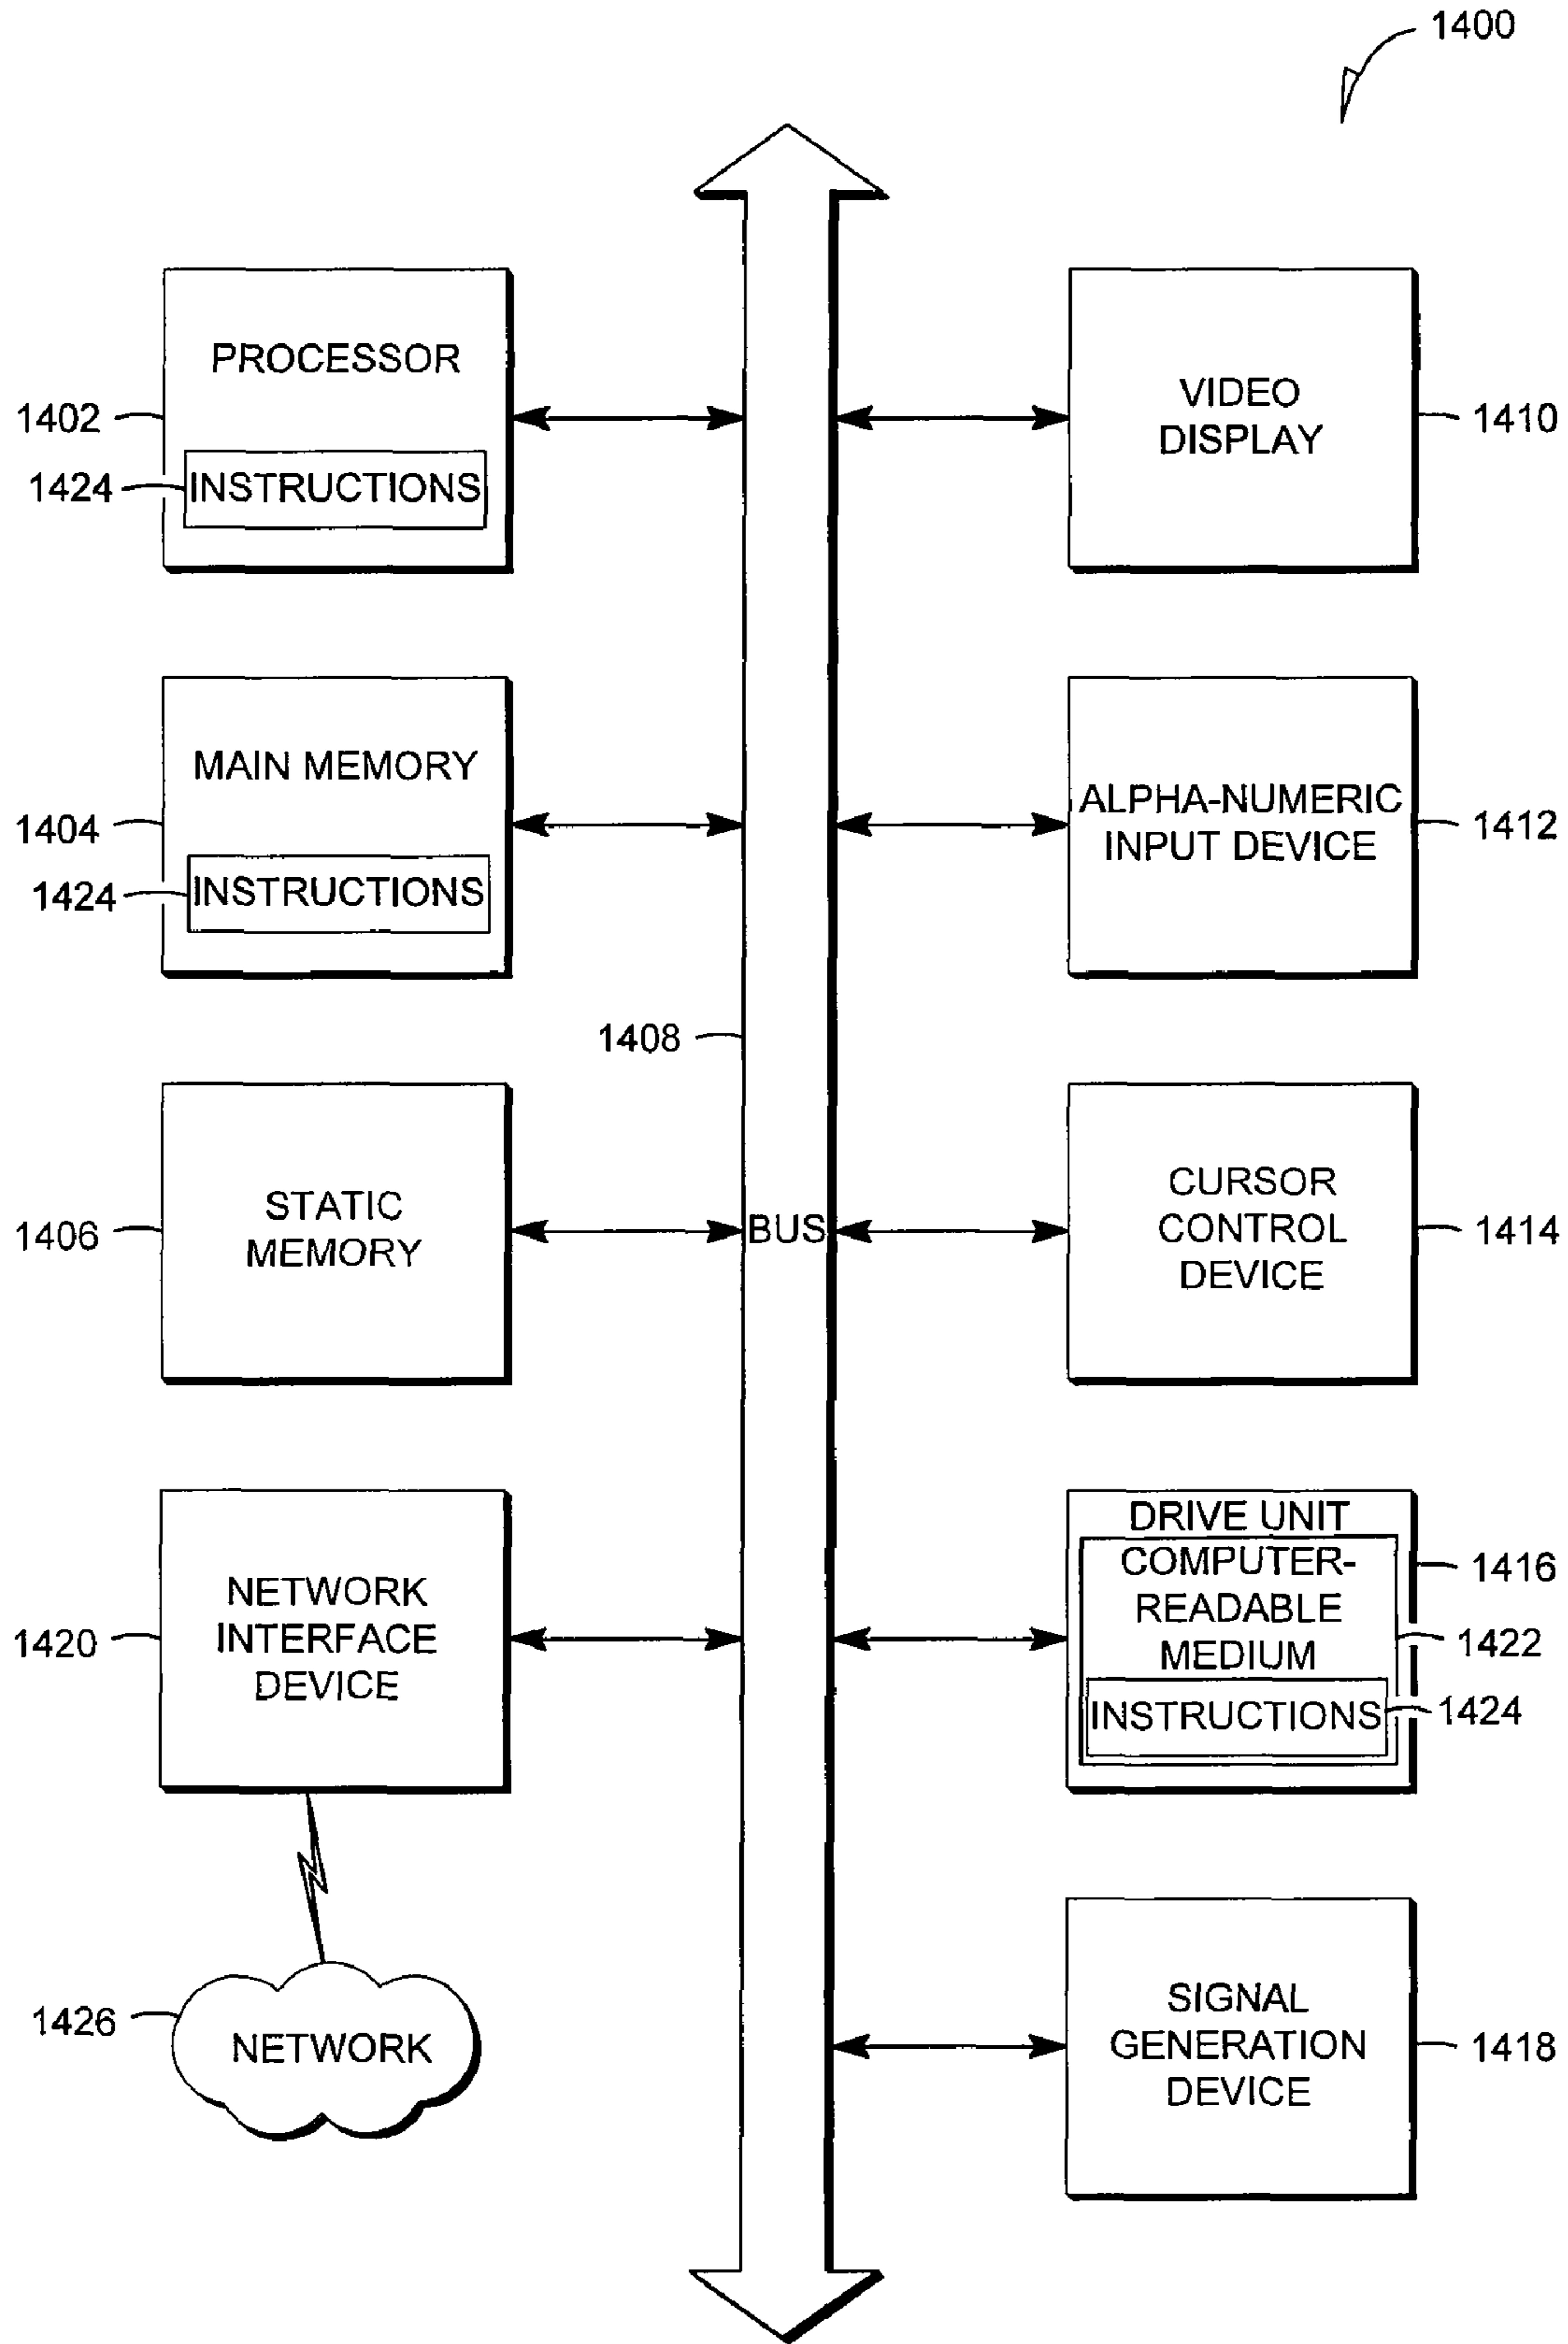 1400
PROCESSOR
1402
1424
INSTRUCTIONS
VIDEO
DISPLAY
1410
MAIN MEMORY
1404
1424
INSTRUCTIONS
ALPHA-NUMERIC
INPUT DEVICE
1412
1408
STATIC
MEMORY
1406
BUS
CURSOR
CONTROL
DEVICE
1414
NETWORK
INTERFACE
DEVICE
1420
DRIVE UNIT
COMPUTER-
READABLE
MEDIUM
1416
1422
INSTRUCTIONS
1424
1426
NETWORK
SIGNAL
GENERATION
DEVICE
1418